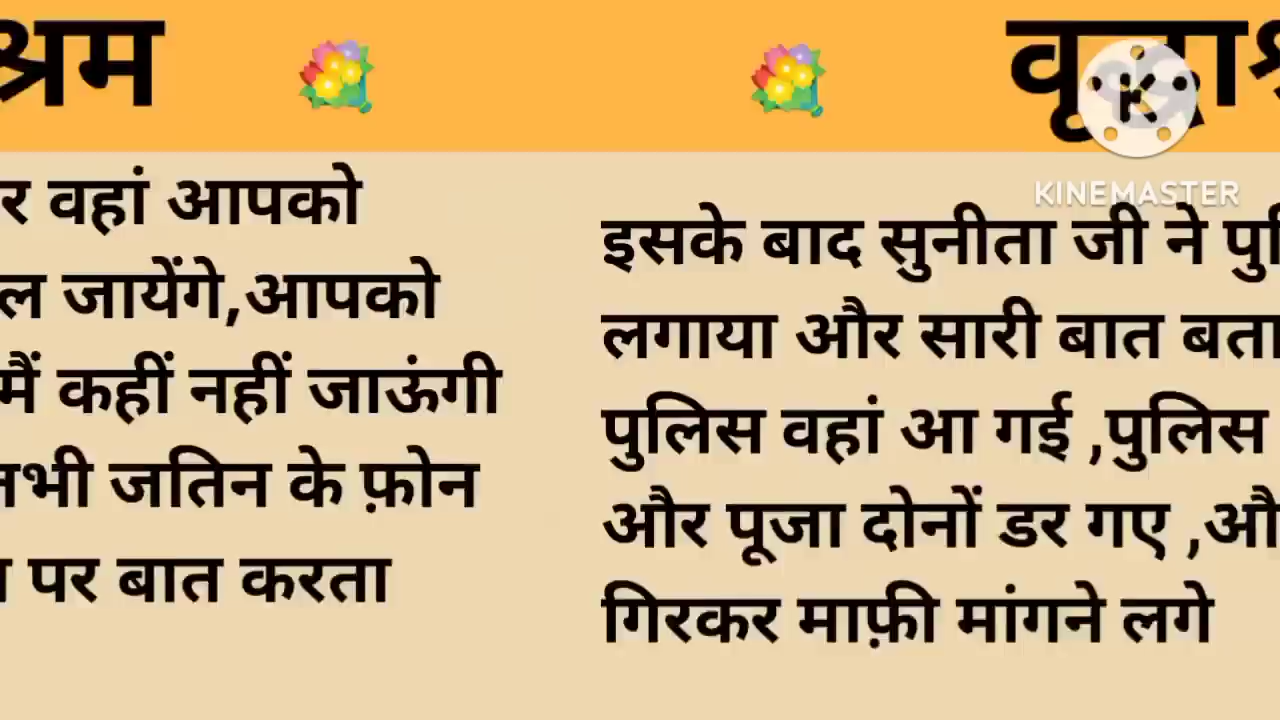 श्रम
र वहां आपको
ल जायेंगे,आपको
मैं कहीं नहीं जाऊंगी
जतिन के फ़ोन
पर बात करता
KINEMASTER
इसके बाद सुनीता जी ने
लगाया और सारी बात
पुलिस वहां आ गई ,पुलिस
और पूजा दोनों डर गए ,
गिरकर माफ़ी मांगने लगे